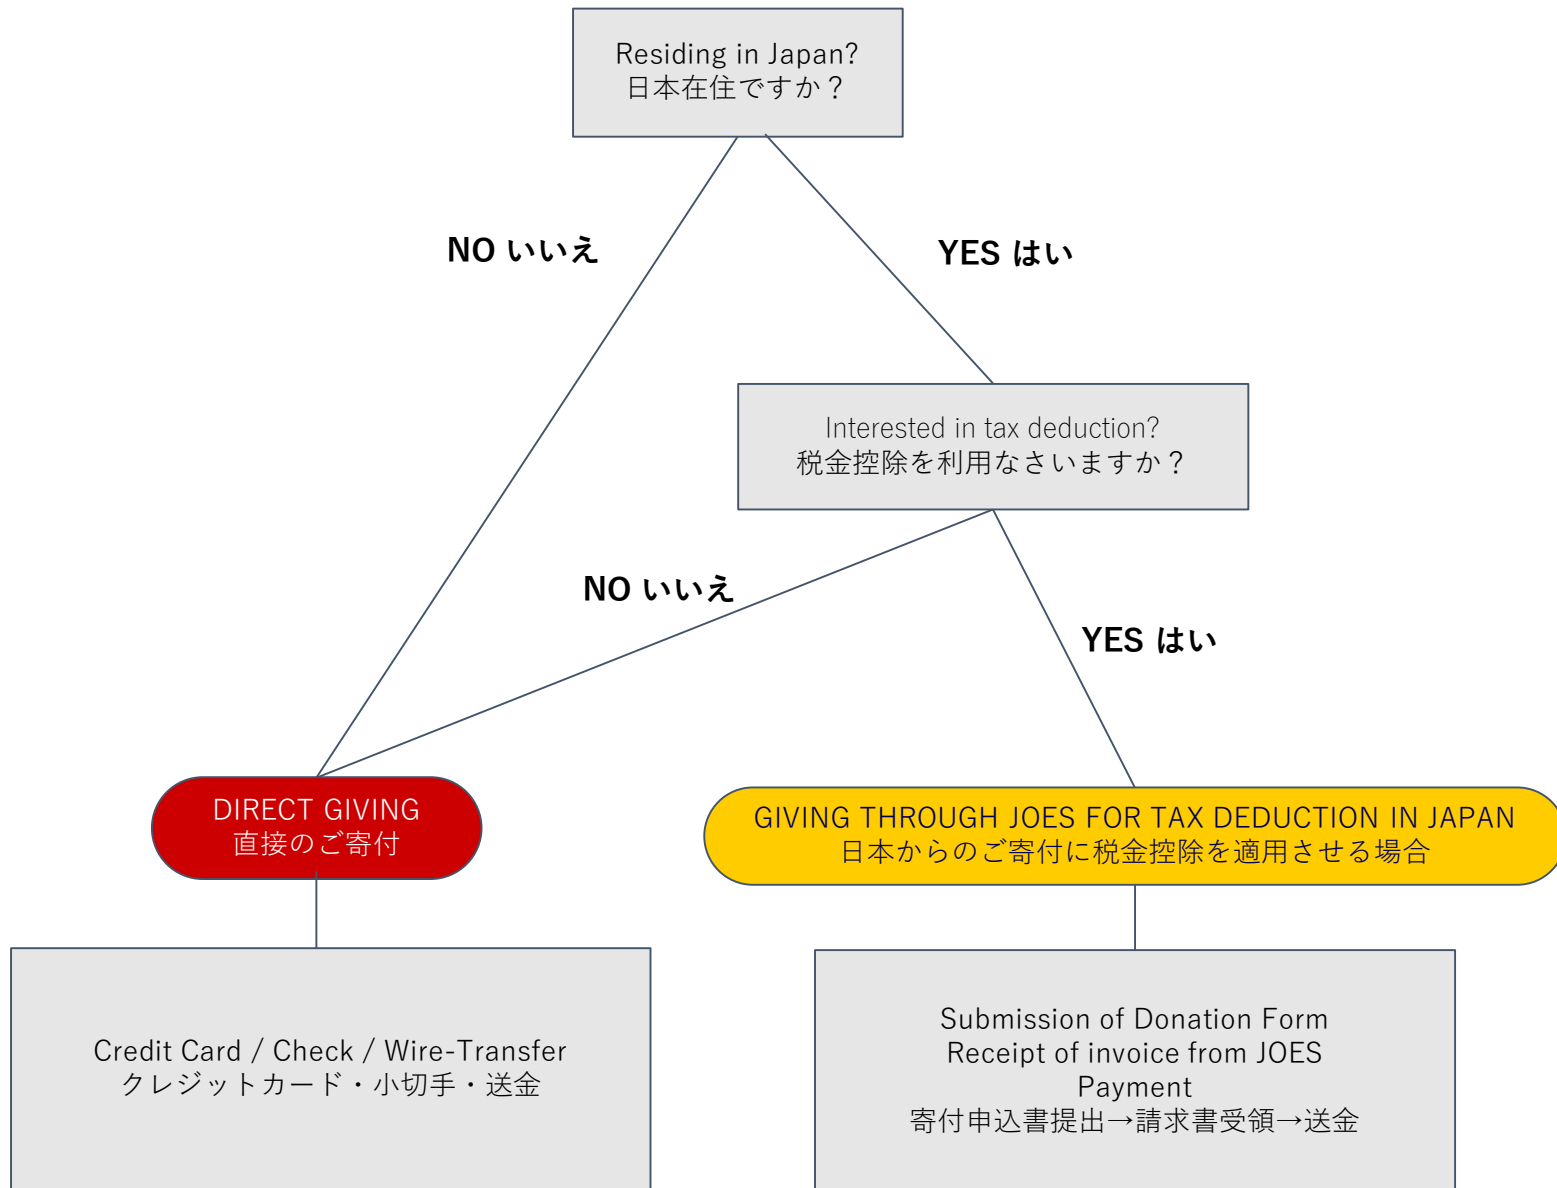 Residing in Japan?
日本在住ですか？
NO いいえ
YES はい
Interested in tax deduction?
税金控除を利用なさいますか？
NO いいえ
YES はい
DIRECT GIVING
直接のご寄付
GIVING THROUGH JOES FOR TAX DEDUCTION IN JAPAN
日本からのご寄付に税金控除を適用させる場合
Credit Card / Check / Wire-Transfer
クレジットカード・小切手・送金
Submission of Donation Form
Receipt of invoice from JOES
Payment
寄付申込書提出→請求書受領→送金